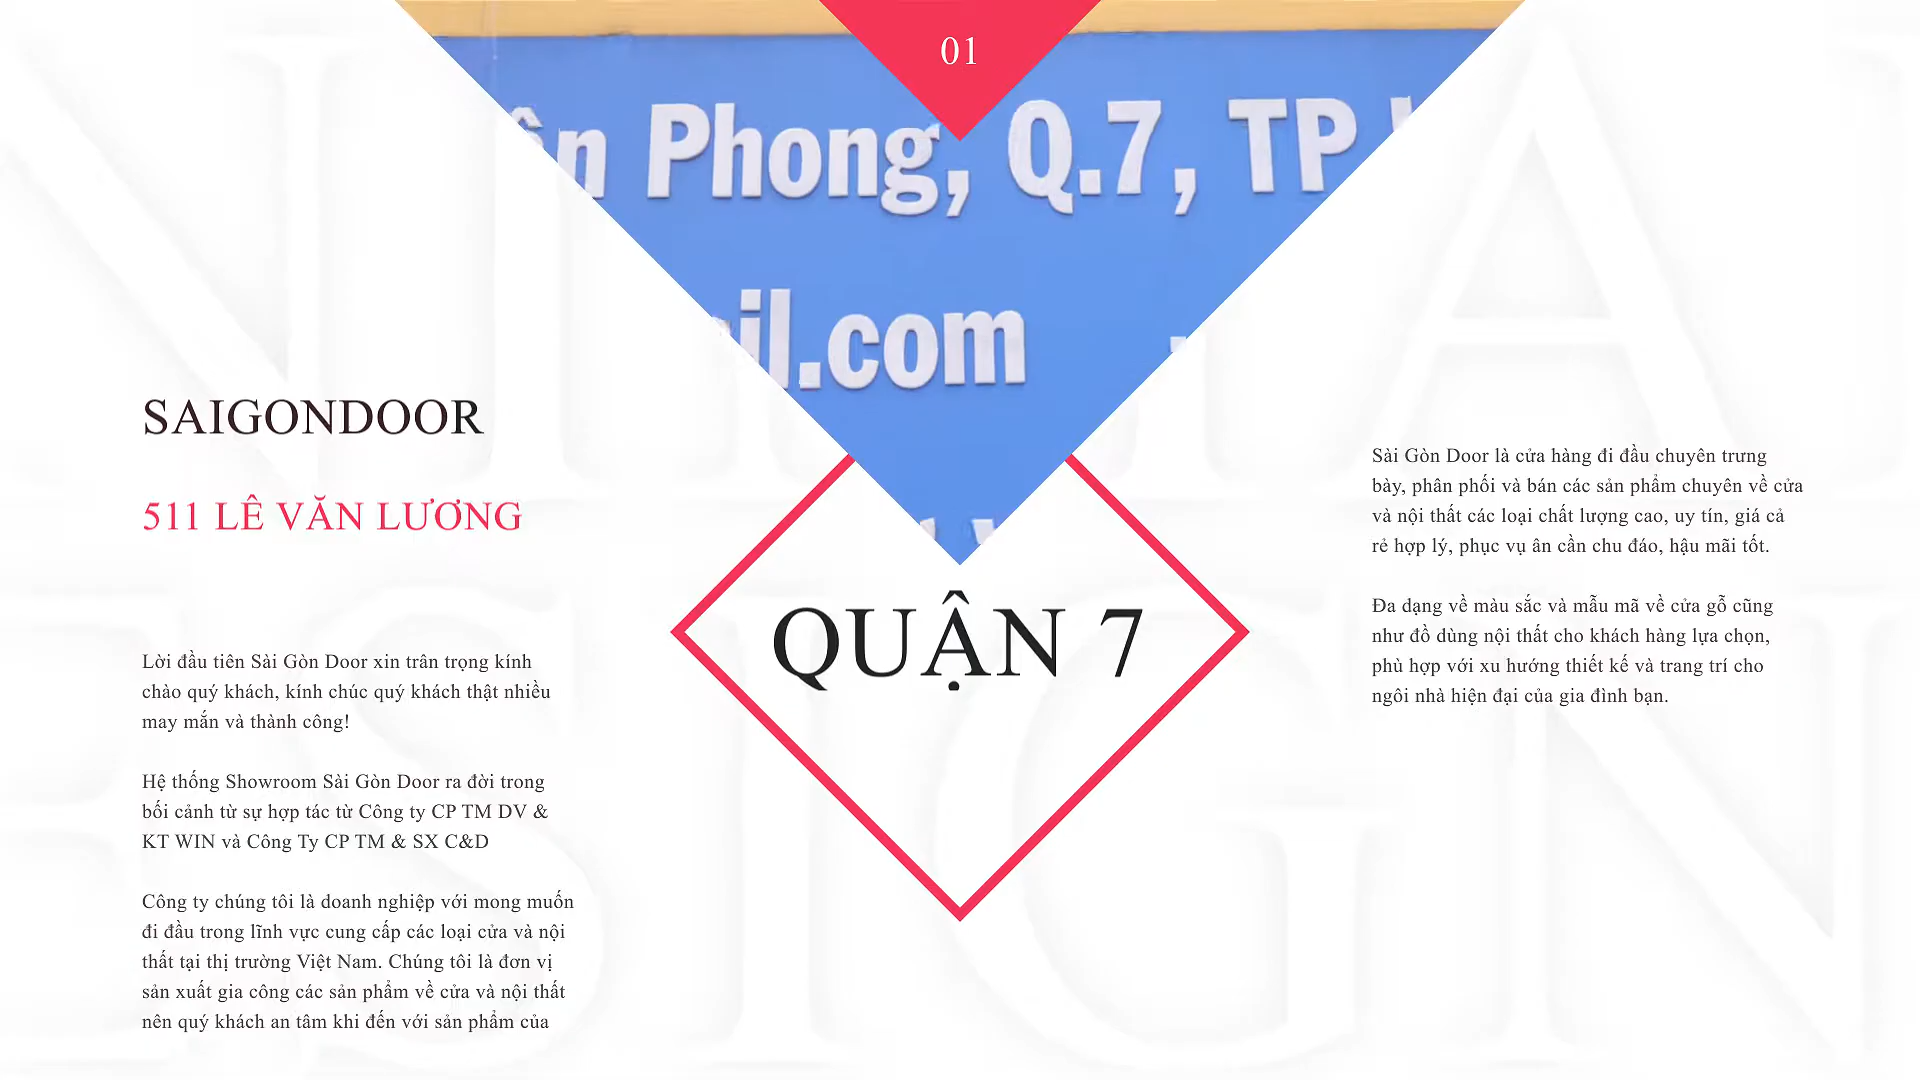 01
Phong, Q.7, TP
.com
SAIGONDOOR
511 LÊ VĂN LƯƠNG
Lời đầu tiên Sài Gòn Door xin trân trọng kính
chào quý khách, kính chúc quý khách thật nhiều
may mắn và thành công!
Hệ thống Showroom Sài Gòn Door ra đời trong
bối cảnh từ sự hợp tác từ Công ty CP TM DV &
KT WIN và Công Ty CP TM & SX C&D
Công ty chúng tôi là doanh nghiệp với mong muốn
đi đầu trong lĩnh vực cung cấp các loại cửa và nội
thất tại thị trường Việt Nam. Chúng tôi là đơn vị
sản xuất gia công các sản phẩm về cửa và nội thất
nên quý khách an tâm khi đến với sản phẩm của
QUẬN 7
Sài Gòn Door là cửa hàng đi đầu chuyên trưng
bày, phân phối và bán các sản phẩm chuyên về cửa
và nội thất các loại chất lượng cao, uy tín, giá cả
rẻ hợp lý, phục vụ ân cần chu đáo, hậu mãi tốt.
Đa dạng về màu sắc và mẫu mã về cửa gỗ cũng
như đồ dùng nội thất cho khách hàng lựa chọn,
phù hợp với xu hướng thiết kế và trang trí cho
ngôi nhà hiện đại của gia đình bạn.